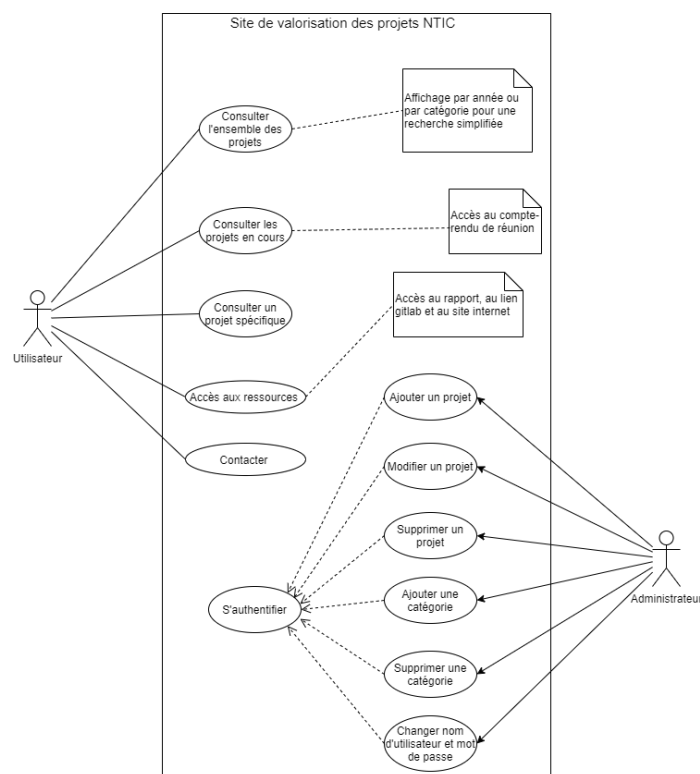 Site de valorisation des projets NTIC
Consulter
l'ensemble des
projets
Affichage par année ou
par catégorie pour une
recherche simplifiée
Consulter les
projets en cours
Accès au compte-
rendu de réunion
Consulter un
projet spécifique
Accès au rapport, au lien
gitlab et au site internet
Utilisateur
Accès aux ressources
Ajouter un projet
Contacter
Modifier un projet
Supprimer un
projet
S'authentifier
Ajouter une
catégorie
Administrateur
Supprimer une
catégorie
Changer nom
d'utilisateur et mot
de passe